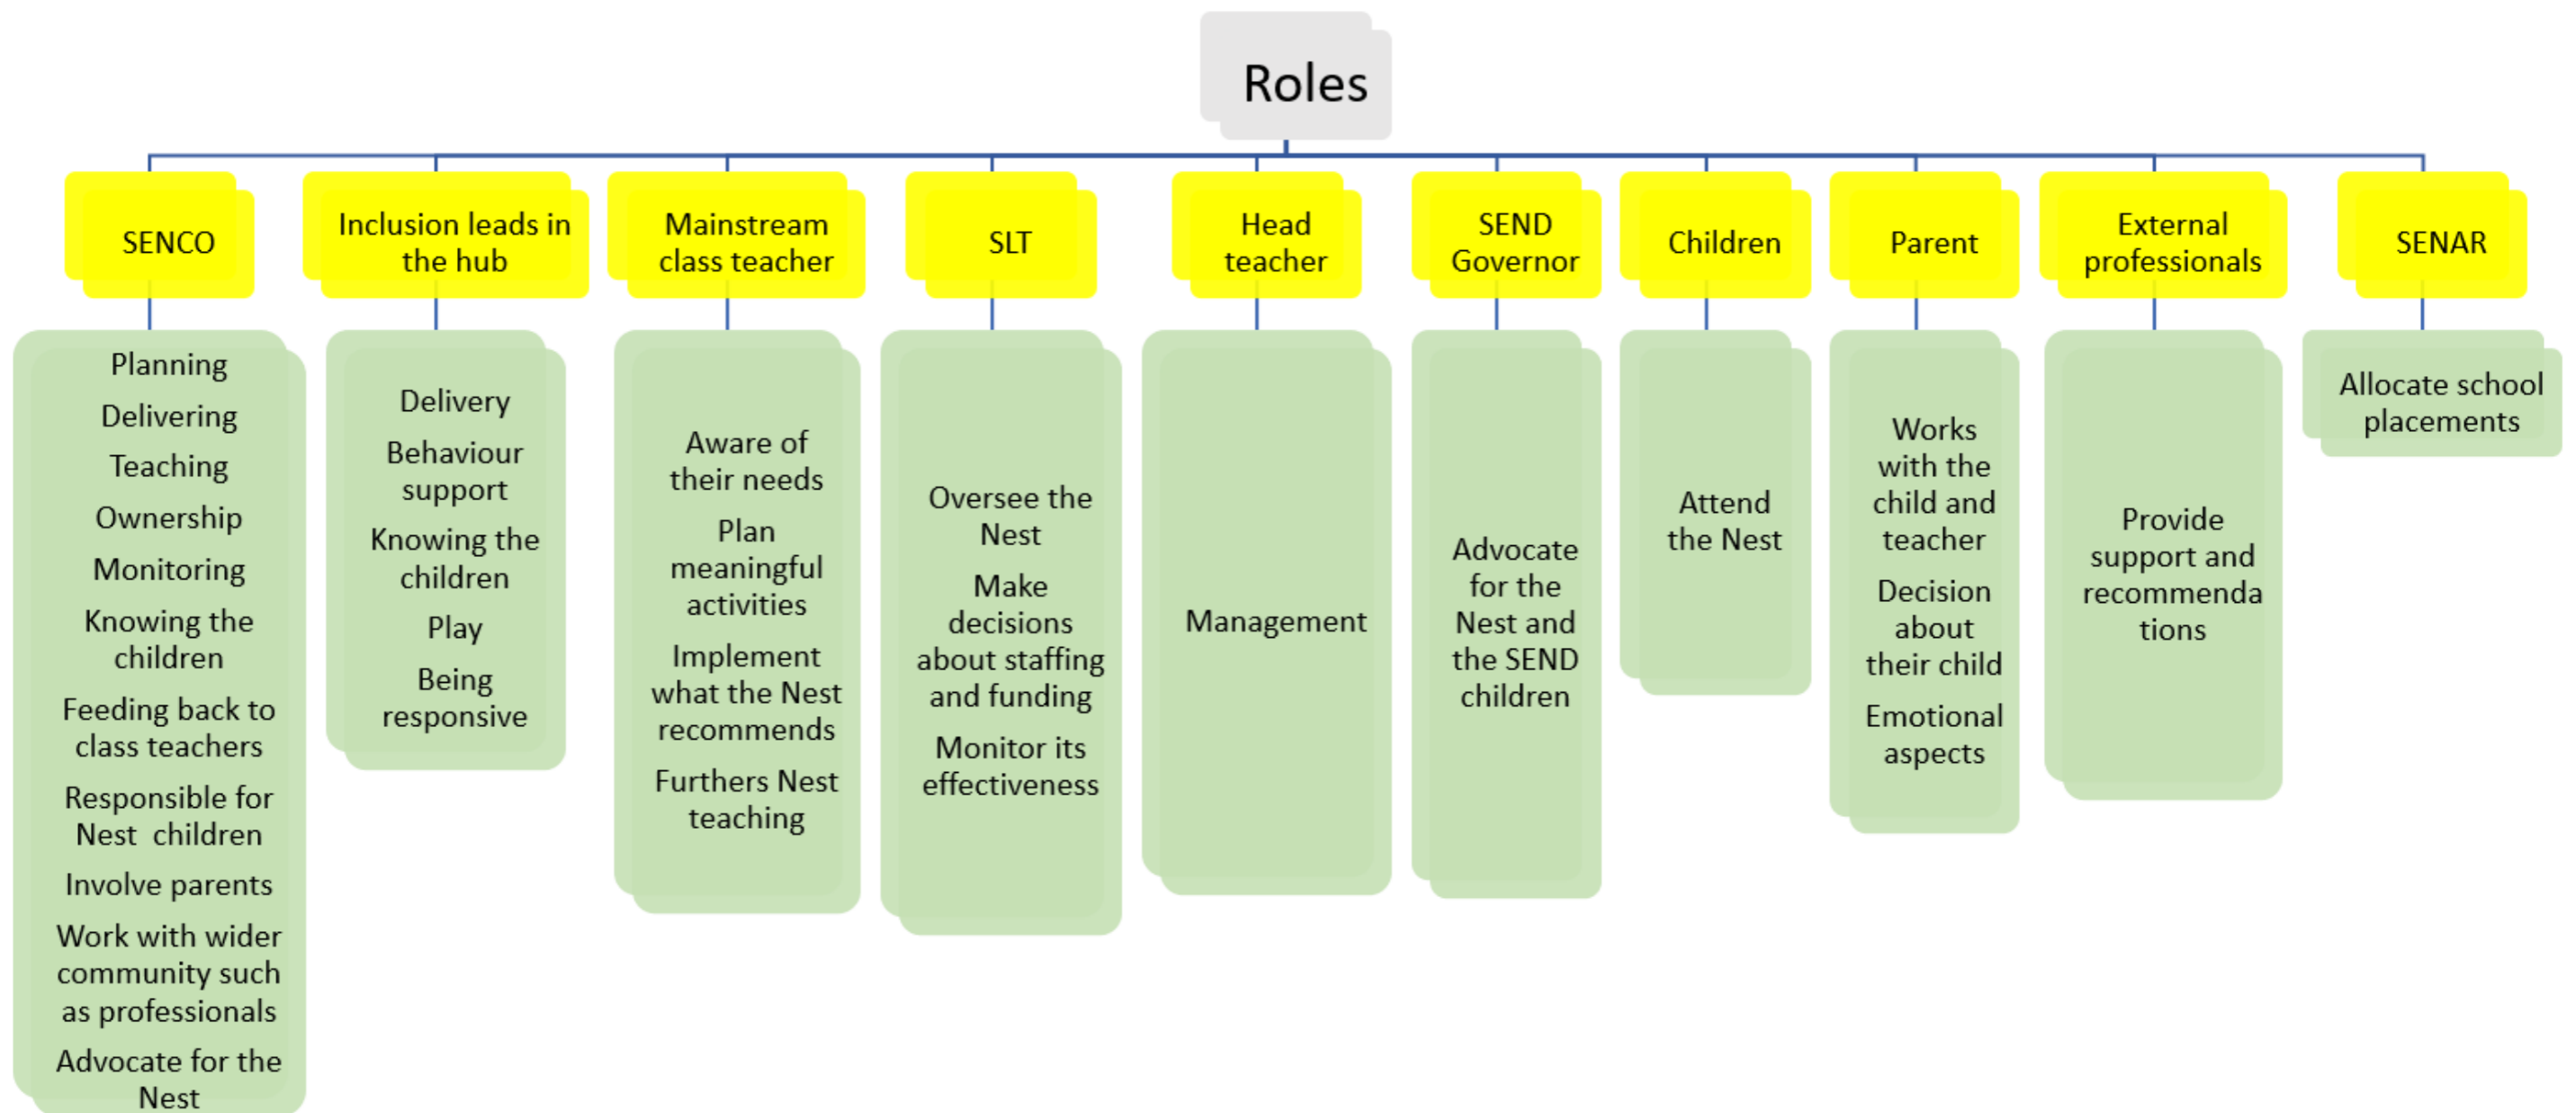 Roles
SENCO
Planning
Delivering
Teaching
Ownership
Monitoring
Knowing the
children
Feeding back to
class teachers
Responsible for
Nest children
Involve parents
Work with wider
community such
as professionals
Advocate for the
Nest
Inclusion leads in
the hub
Delivery
Behaviour
support
Knowing the
children
Play
Being
responsive
Mainstream
class teacher
Aware of
their needs
Plan
meaningful
activities
Implement
what the Nest
recommends
Furthers Nest
teaching
SLT
Oversee the
Nest
Make
decisions
about staffing
and funding
Monitor its
effectiveness
Head
teacher
Management
SEND
Governor
Advocate
for the
Nest and
the SEND
children
Children
Attend
the Nest
Parent
Works
with the
child and
teacher
Decision
about
their child
Emotional
aspects
External
professionals
Provide
support and
recommenda
tions
SENAR
Allocate school
placements